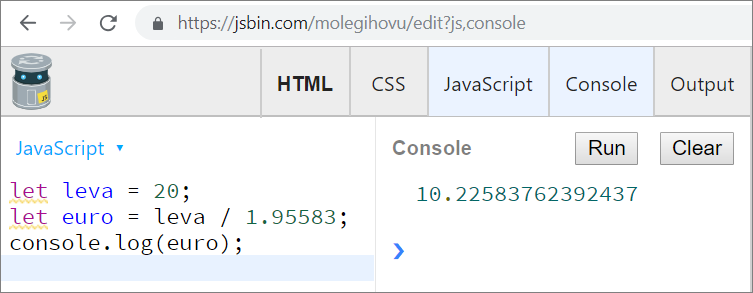 https://jsbin.com/molegihovu/edit?js,console
JS
HTML CSS JavaScript Console Output
JavaScript ▾
Console Run Clear
let leva = 20;
let euro = leva / 1.95583;
console.log(euro);
10.22583762392437
❯